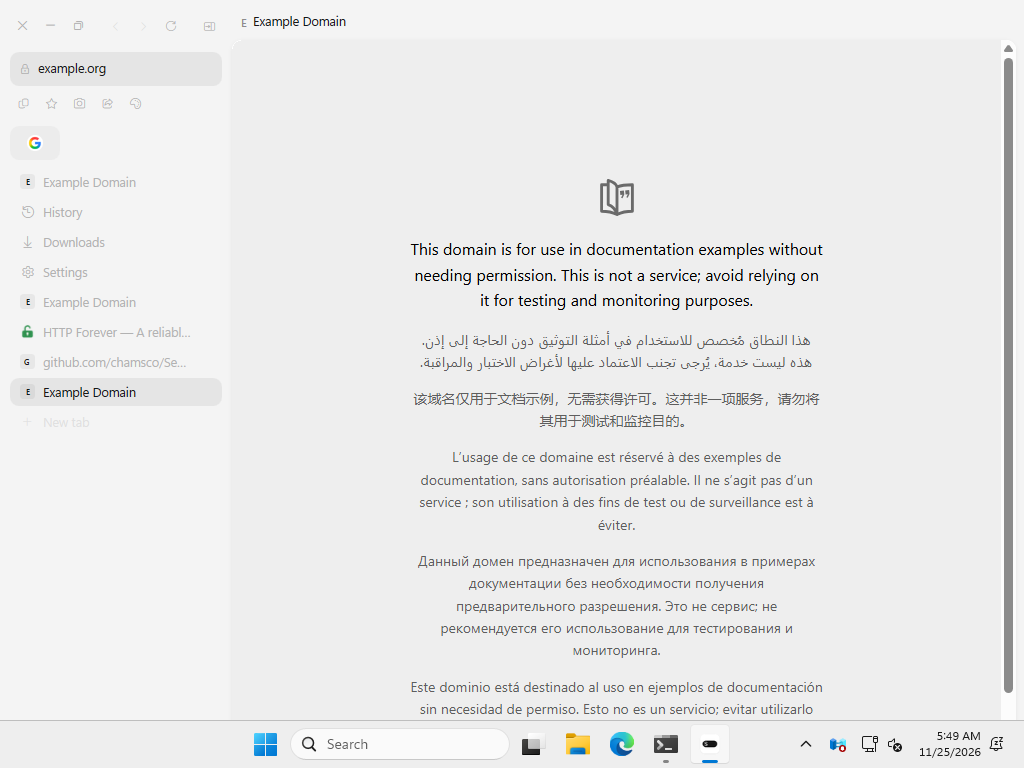 E Example Domain
example.org
E Example Domain
History
Downloads
Settings
E Example Domain
HTTP Forever — A reliabl...
G github.com/chamsco/Se...
E Example Domain
+ New tab
This domain is for use in documentation examples without
needing permission. This is not a service; avoid relying on
it for testing and monitoring purposes.
هذا النطاق مُخصص للاستخدام في أمثلة التوثيق دون الحاجة إلى إذن.
هذه ليست خدمة، يُرجى تجنب الاعتماد عليها لأغراض الاختبار والمراقبة.
该域名仅用于文档示例，无需获得许可。这并非一项服务，请勿将
其用于测试和监控目的。
L’usage de ce domaine est réservé à des exemples de
documentation, sans autorisation préalable. Il ne s’agit pas d’un
service ; son utilisation à des fins de test ou de surveillance est à
éviter.
Данный домен предназначен для использования в примерах
документации без необходимости получения
предварительного разрешения. Это не сервис; не
рекомендуется его использование для тестирования и
мониторинга.
Este dominio está destinado al uso en ejemplos de documentación
sin necesidad de permiso. Esto no es un servicio; evitar utilizarlo
Search
5:49 AM
11/25/2026